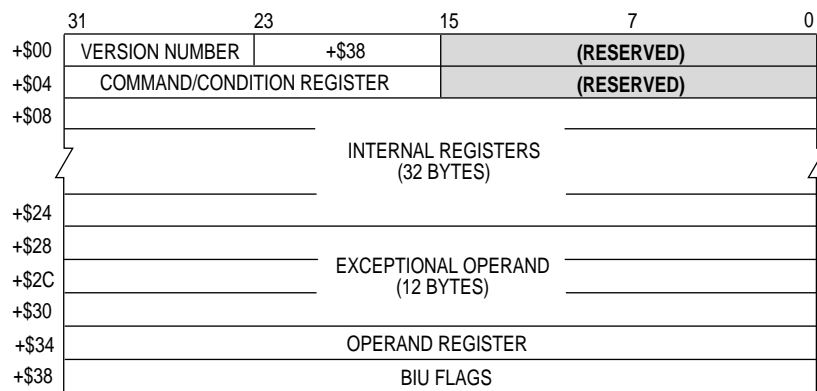 31 23 15 7 0
+$00 VERSION NUMBER +$38 (RESERVED)
+$04 COMMAND/CONDITION REGISTER (RESERVED)
+$08
INTERNAL REGISTERS
(32 BYTES)
+$24
+$28
EXCEPTIONAL OPERAND
+$2C
(12 BYTES)
+$30
+$34 OPERAND REGISTER
+$38 BIU FLAGS